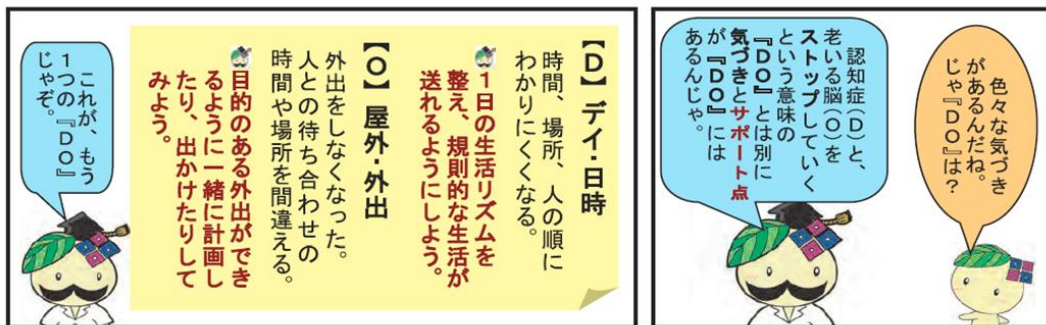 色々な気づき
があるんだね。
じゃ『DO』は?
認知症(D)と、
老いる脳(O)を
ストップしていく
という意味の
『DO』とは別に
気づきとサポート点
が『DO』には
あるんじゃ。
【D】デイ・日時
時間、場所、人の順に
わかりにくくなる。
1日の生活リズムを
整え、規則的な生活が
送れるようにしよう。
【O】屋外・外出
外出をしなくなった。
人との待ち合わせの
時間や場所を間違える。
目的のある外出ができ
るように一緒に計画し
たり、出かけたりして
みよう。
これが、もう
1つの『DO』
じゃぞ。